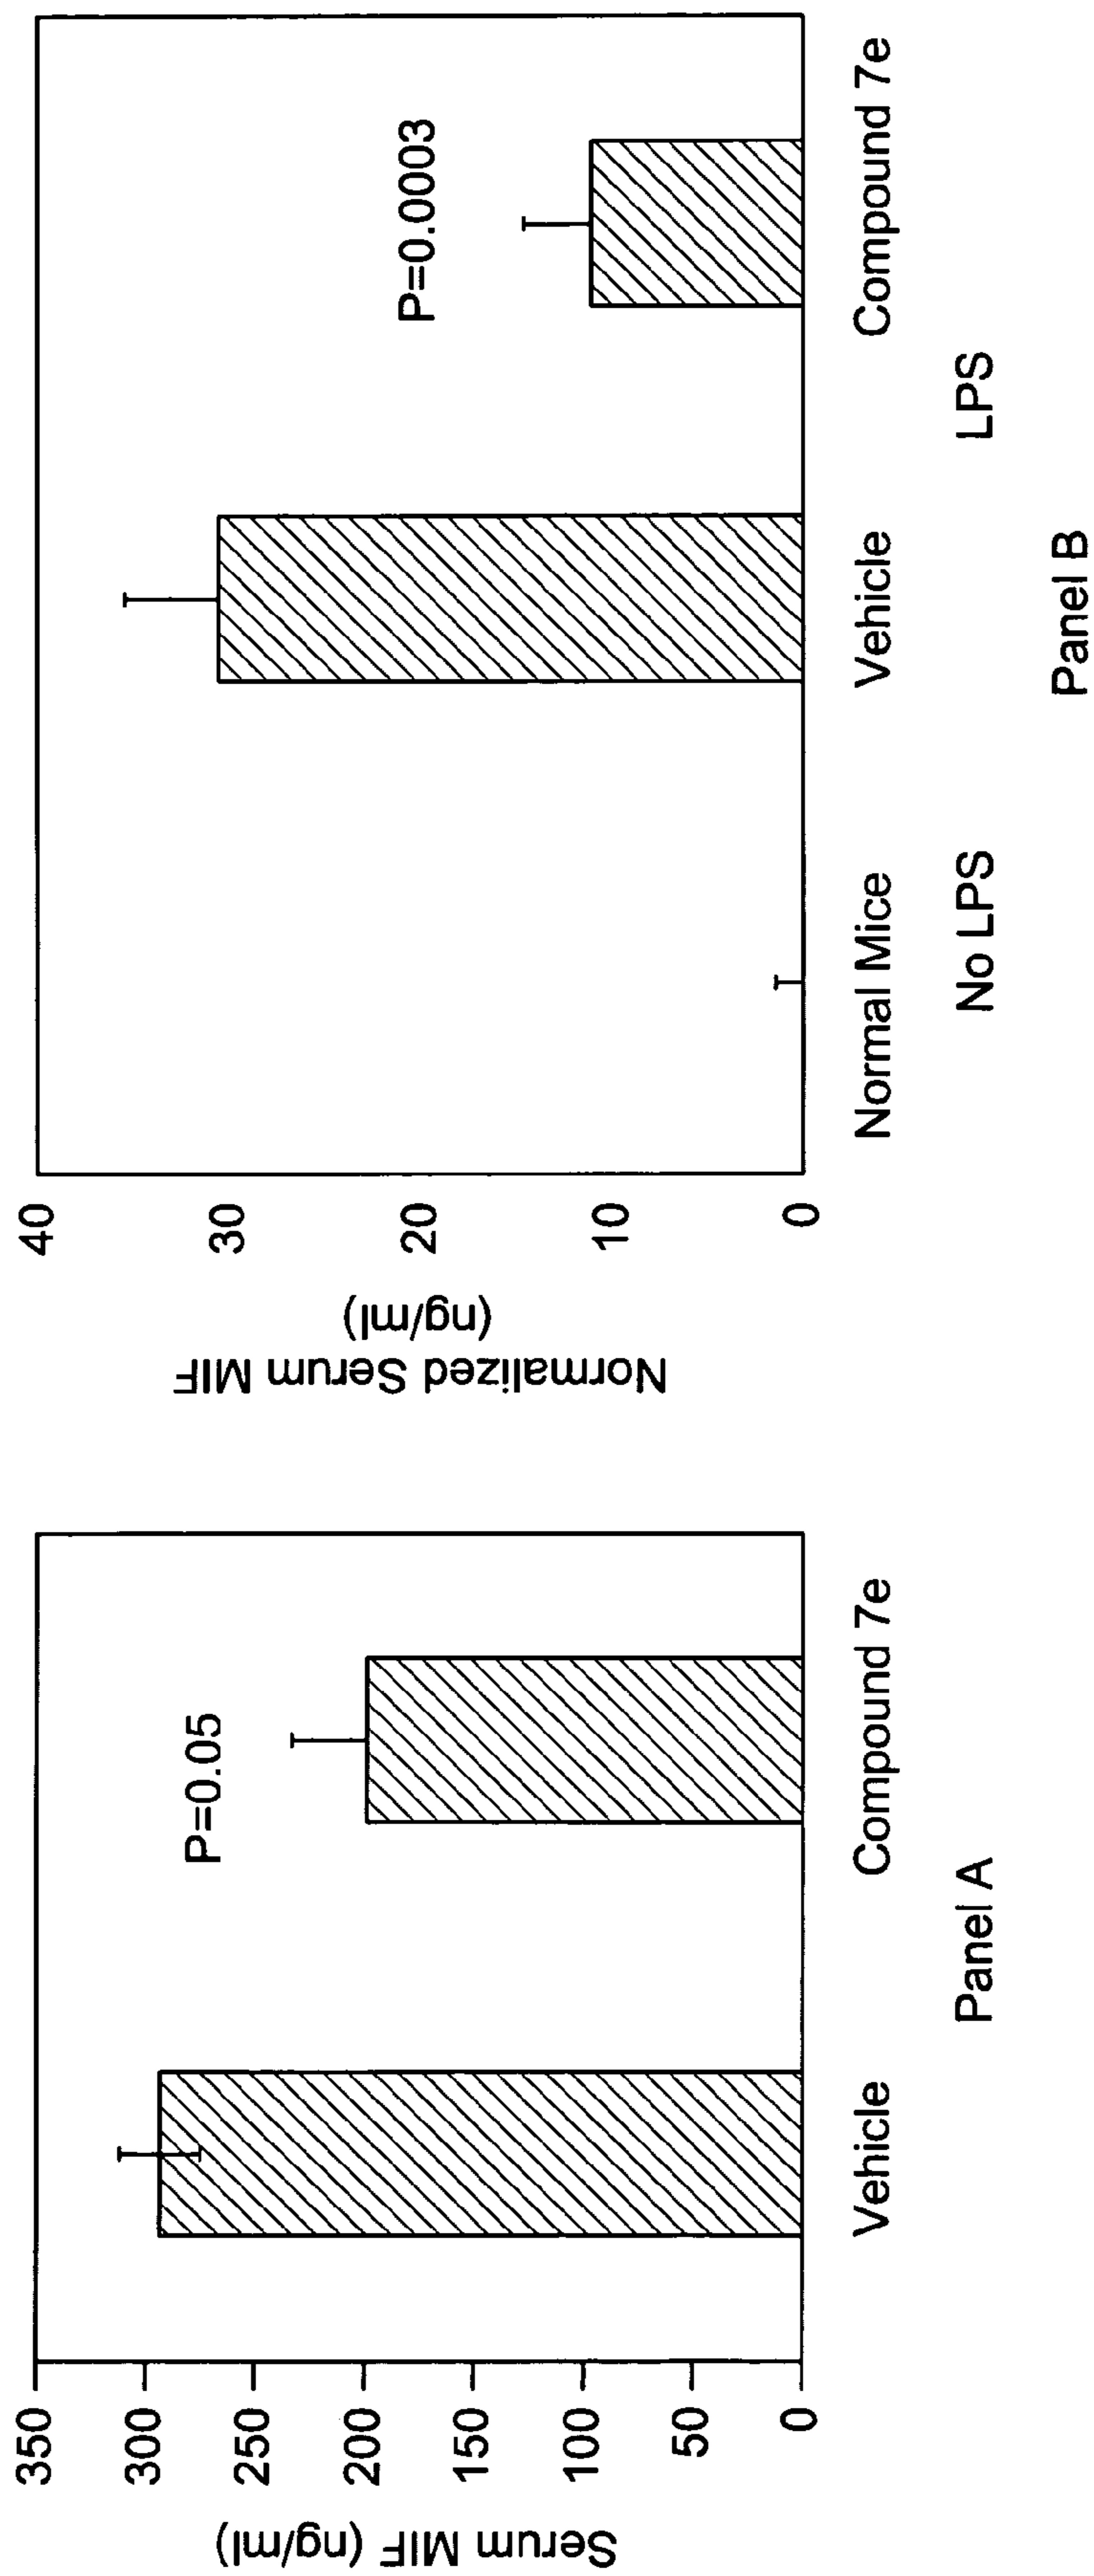 Serum MIF (ng/ml)
350
300
250
200
150
100
50
0
P=0.05
Vehicle
Compound 7e
Panel A
Normalized Serum MIF
(ng/ml)
40
30
20
10
0
P=0.0003
Normal Mice
Vehicle
Compound 7e
No LPS
LPS
Panel B